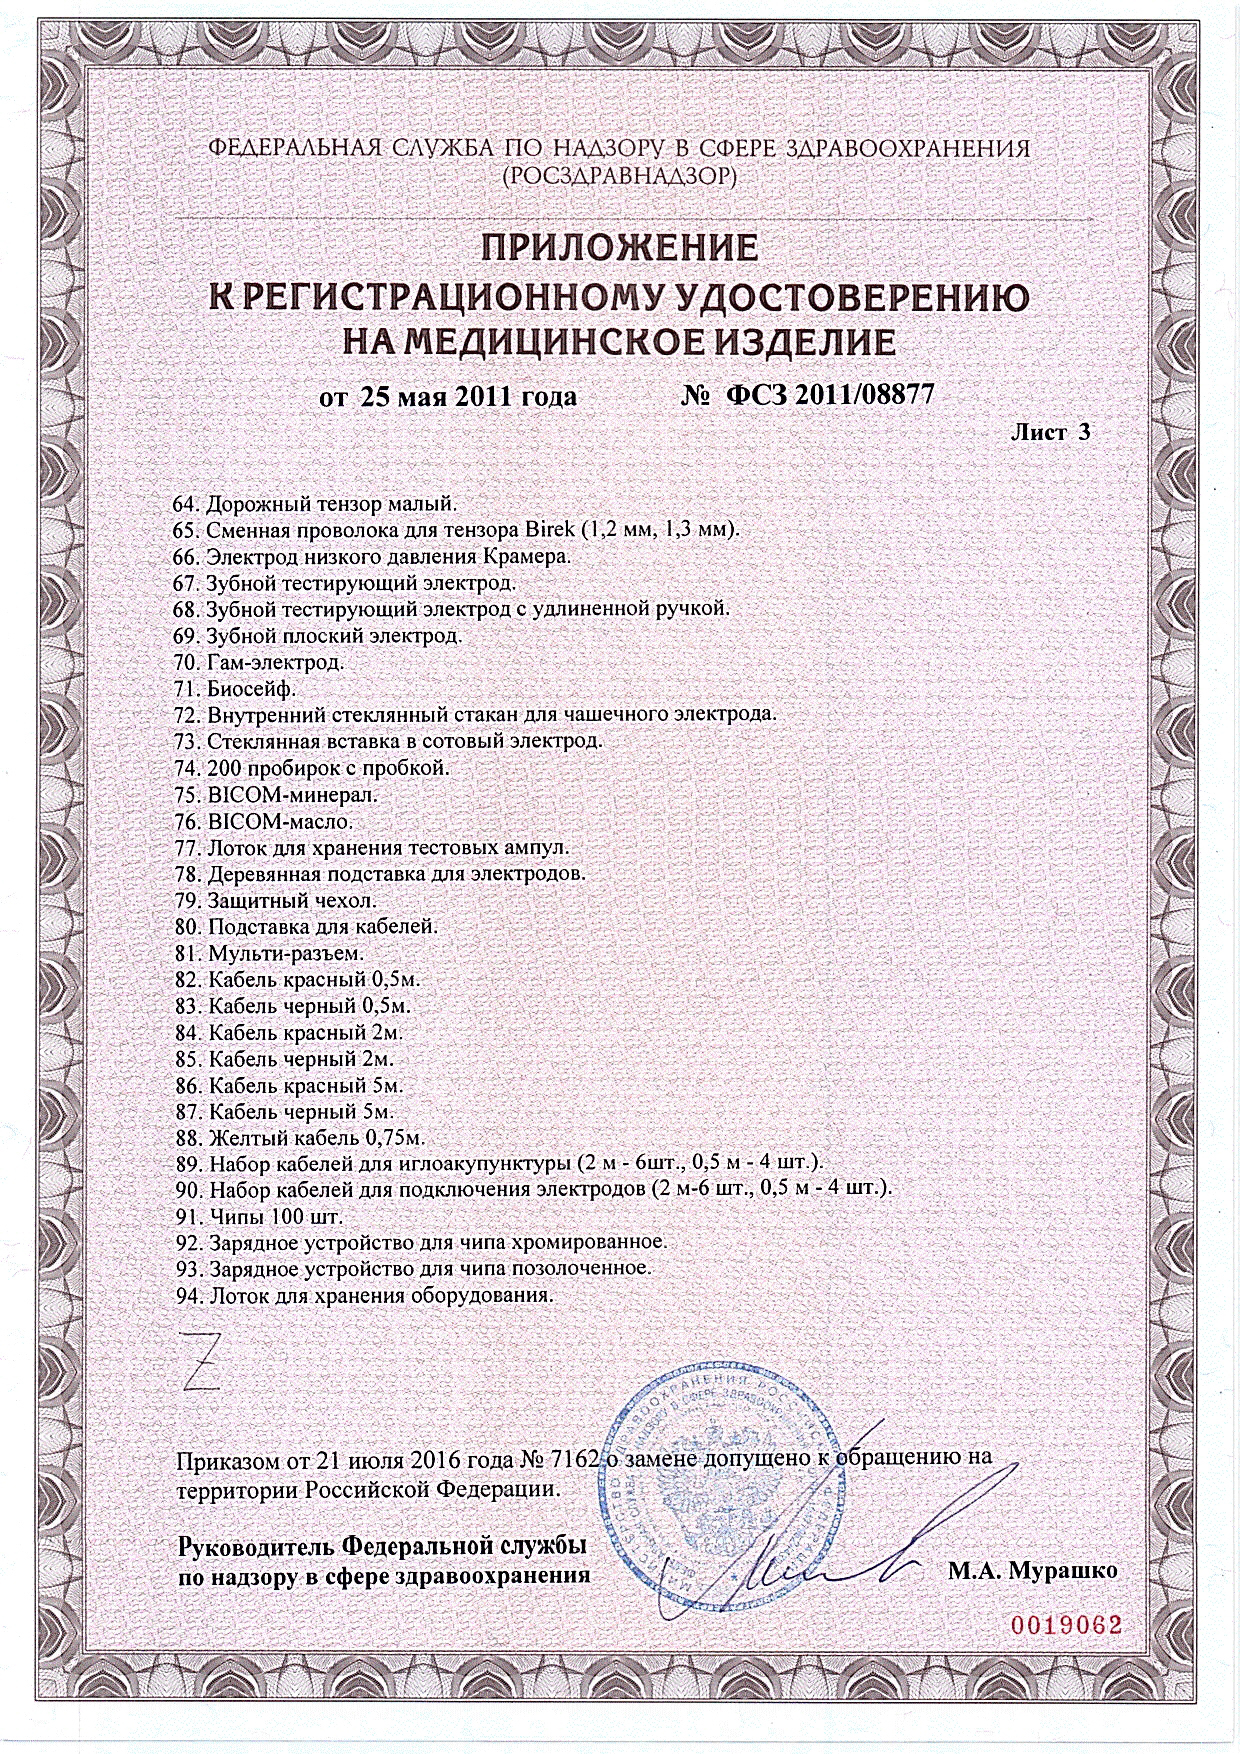 ФЕДЕРАЛЬНАЯ СЛУЖБА ПО НАДЗОРУ В СФЕРЕ ЗДРАВООХРАНЕНИЯ
(РОСЗДРАВНАДЗОР)
ПРИЛОЖЕНИЕ
К РЕГИСТРАЦИОННОМУ УДОСТОВЕРЕНИЮ
НА МЕДИЦИНСКОЕ ИЗДЕЛИЕ
от 25 мая 2011 года № ФСЗ 2011/08877
Лист 3
64. Дорожный тензор малый.
65. Сменная проволока для тензора Birek (1,2 мм, 1,3 мм).
66. Электрод низкого давления Крамера.
67. Зубной тестирующий электрод.
68. Зубной тестирующий электрод с удлиненной ручкой.
69. Зубной плоский электрод.
70. Гам-электрод.
71. Биосейф.
72. Внутренний стеклянный стакан для чашечного электрода.
73. Стеклянная вставка в сотовый электрод.
74. 200 пробирок с пробкой.
75. BICOM-минерал.
76. BICOM-масло.
77. Лоток для хранения тестовых ампул.
78. Деревянная подставка для электродов.
79. Защитный чехол.
80. Подставка для кабелей.
81. Мульти-разъем.
82. Кабель красный 0,5м.
83. Кабель черный 0,5м.
84. Кабель красный 2м.
85. Кабель черный 2м.
86. Кабель красный 5м.
87. Кабель черный 5м.
88. Желтый кабель 0,75м.
89. Набор кабелей для иглоакупунктуры (2 м - 6шт., 0,5 м - 4 шт.).
90. Набор кабелей для подключения электродов (2 м-6 шт., 0,5 м - 4 шт.).
91. Чипы 100 шт.
92. Зарядное устройство для чипа хромированное.
93. Зарядное устройство для чипа позолоченное.
94. Лоток для хранения оборудования.
Приказом от 21 июля 2016 года № 7162 о замене допущено к обращению на
территории Российской Федерации.
Руководитель Федеральной службы
по надзору в сфере здравоохранения
М.А. Мурашко
0019062